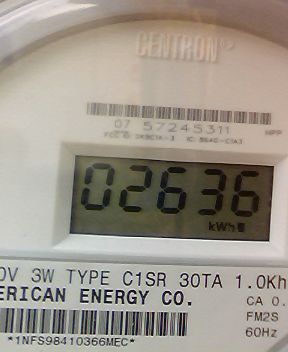 CENTRON
07 57245311 NPP
02636
kWh
0V 3W TYPE C1SR 30TA 1.0Kh
ERICAN ENERGY CO. CA 0.
FM2S
60Hz
*1NFS98410366MEC*